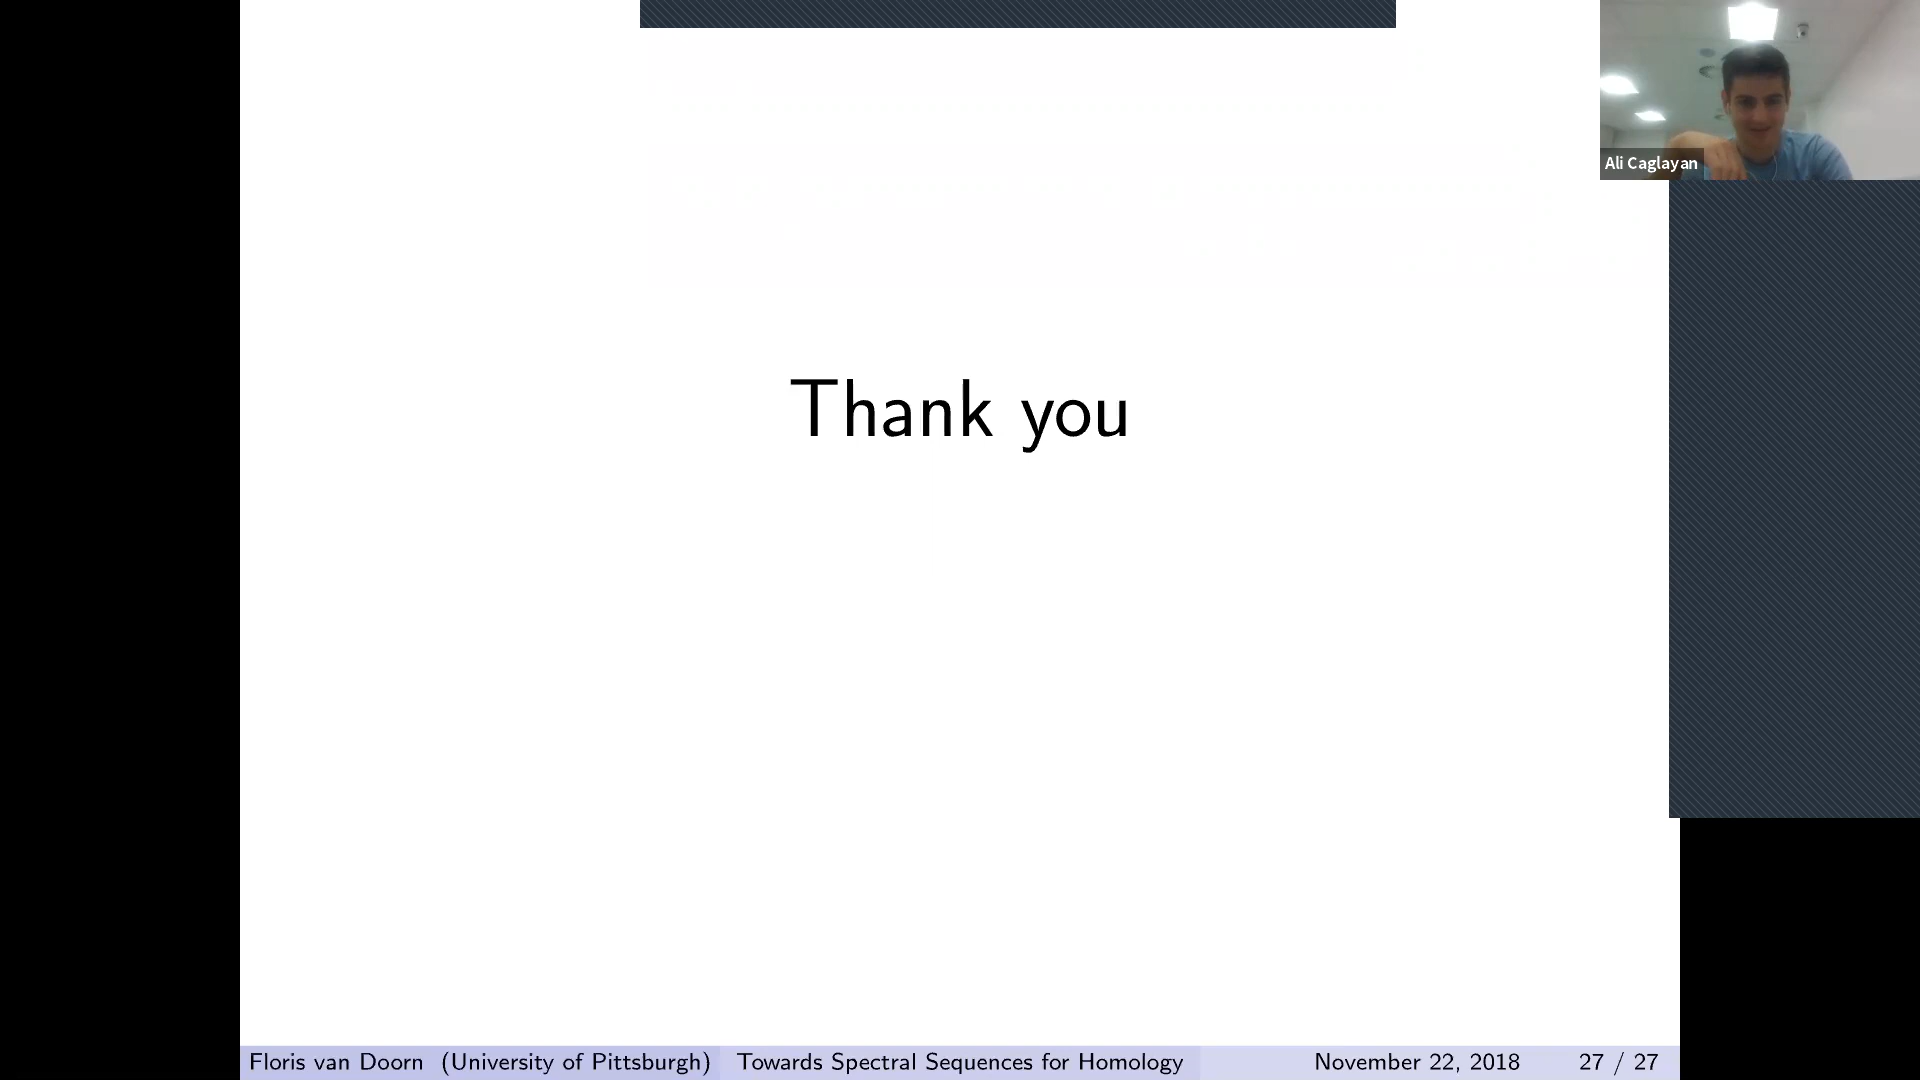 Ali Caglayan
Thank you
Floris van Doorn (University of Pittsburgh) Towards Spectral Sequences for Homology November 22, 2018 27 / 27